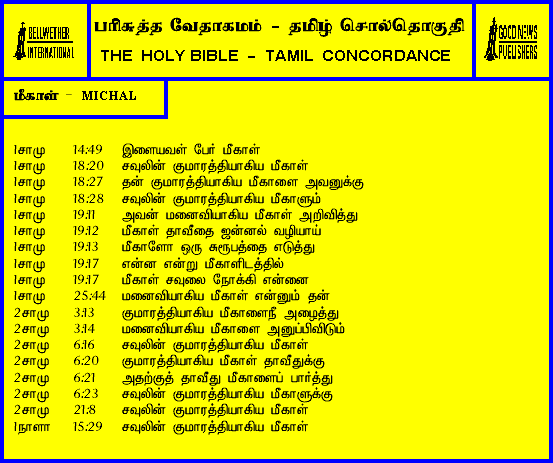 BELLWETHER
INTERNATIONAL
பரிசுத்த வேதாகமம் - தமிழ் சொல்தொகுதி
THE HOLY BIBLE - TAMIL CONCORDANCE
GOOD NEWS
PUBLISHERS
மீகாள் - MICHAL
1சாமு 14:49 இளையவள் பேர் மீகாள்
1சாமு 18:20 சவுலின் குமாரத்தியாகிய மீகாள்
1சாமு 18:27 தன் குமாரத்தியாகிய மீகாளை அவனுக்கு
1சாமு 18:28 சவுலின் குமாரத்தியாகிய மீகாளும்
1சாமு 19:11 அவன் மனைவியாகிய மீகாள் அறிவித்து
1சாமு 19:12 மீகாள் தாவீதை ஜன்னல் வழியாய்
1சாமு 19:13 மீகாளோ ஒரு சுரூபத்தை எடுத்து
1சாமு 19:17 என்ன என்று மீகாளிடத்தில்
1சாமு 19:17 மீகாள் சவுலை நோக்கி என்னை
1சாமு 25:44 மனைவியாகிய மீகாள் என்னும் தன்
2சாமு 3:13 குமாரத்தியாகிய மீகாளைநீ அழைத்து
2சாமு 3:14 மனைவியாகிய மீகாளை அனுப்பிவிடும்
2சாமு 6:16 சவுலின் குமாரத்தியாகிய மீகாள்
2சாமு 6:20 குமாரத்தியாகிய மீகாள் தாவீதுக்கு
2சாமு 6:21 அதற்குத் தாவீது மீகாளைப் பார்த்து
2சாமு 6:23 சவுலின் குமாரத்தியாகிய மீகாளுக்கு
2சாமு 21:8 சவுலின் குமாரத்தியாகிய மீகாள்
1நாளா 15:29 சவுலின் குமாரத்தியாகிய மீகாள்